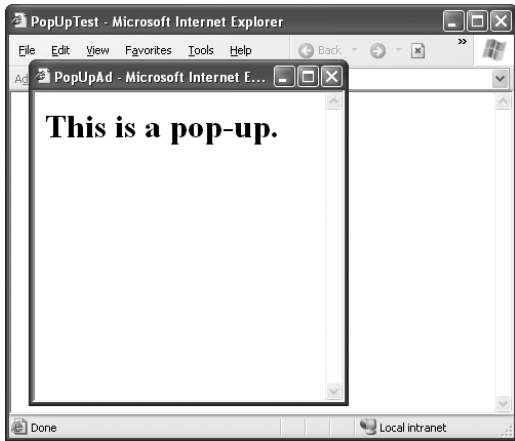 PopUpTest - Microsoft Internet Explorer
File Edit View Favorites Tools Help Back »
Ad
PopUpAd - Microsoft Internet E...
This is a pop-up.
Done Local intranet